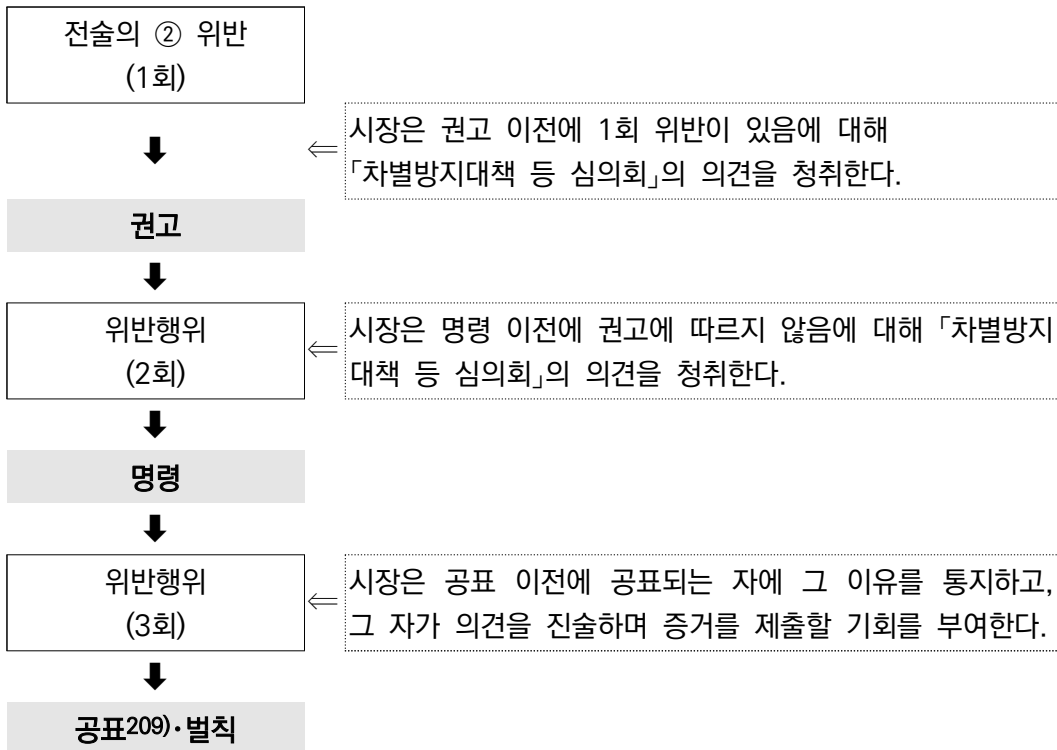 전술의 ② 위반
(1회)
⬇
⇐
시장은 권고 이전에 1회 위반이 있음에 대해
「차별방지대책 등 심의회」의 의견을 청취한다.
권고
⬇
위반행위
(2회)
⇐
시장은 명령 이전에 권고에 따르지 않음에 대해 「차별방지
대책 등 심의회」의 의견을 청취한다.
⬇
명령
⬇
위반행위
(3회)
⇐
시장은 공표 이전에 공표되는 자에 그 이유를 통지하고,
그 자가 의견을 진술하며 증거를 제출할 기회를 부여한다.
⬇
공표209)·벌칙